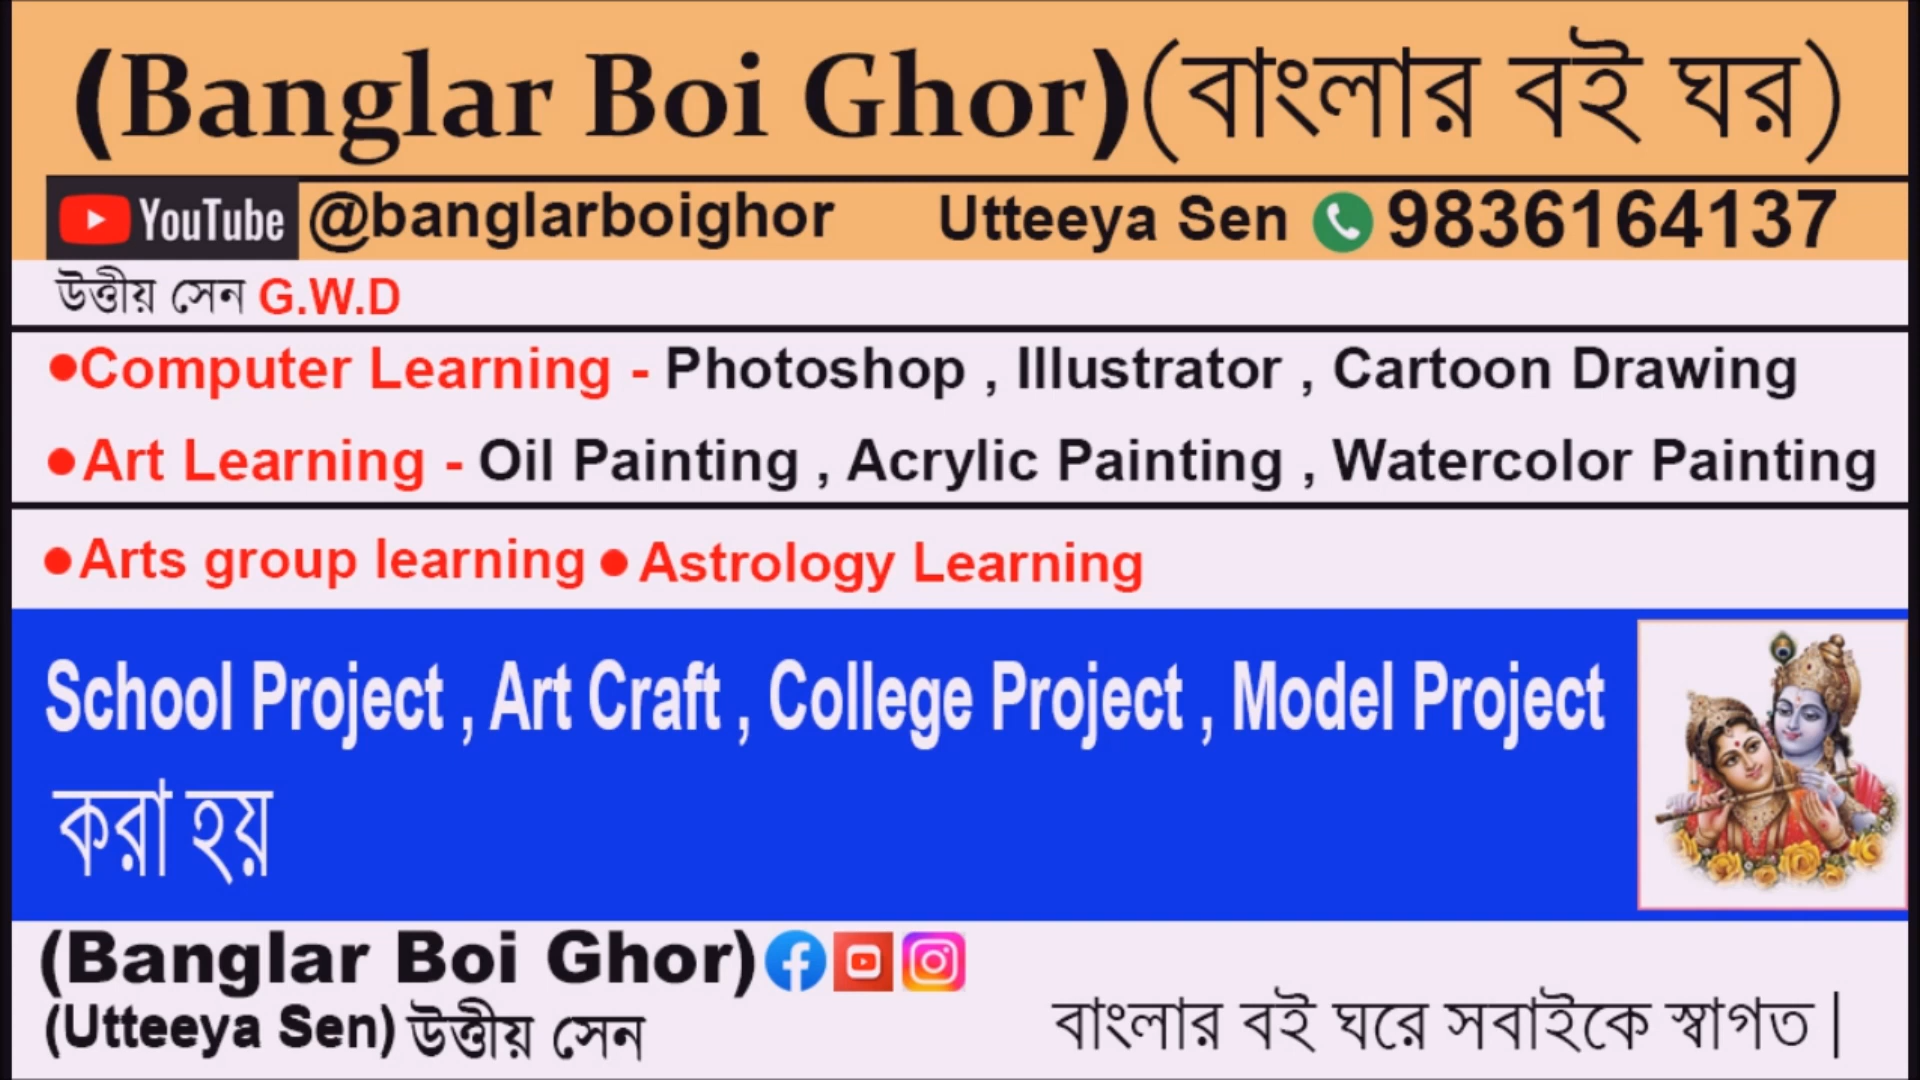 (Banglar Boi Ghor)(বাংলার বই ঘর)
YouTube @banglarboighor Utteeya Sen 9836164137
উত্তীয় সেন G.W.D
•Computer Learning - Photoshop , Illustrator , Cartoon Drawing
•Art Learning - Oil Painting , Acrylic Painting , Watercolor Painting
•Arts group learning •Astrology Learning
School Project , Art Craft , College Project , Model Project
করা হয়
(Banglar Boi Ghor)
(Utteeya Sen) উত্তীয় সেন
বাংলার বই ঘরে সবাইকে স্বাগত |